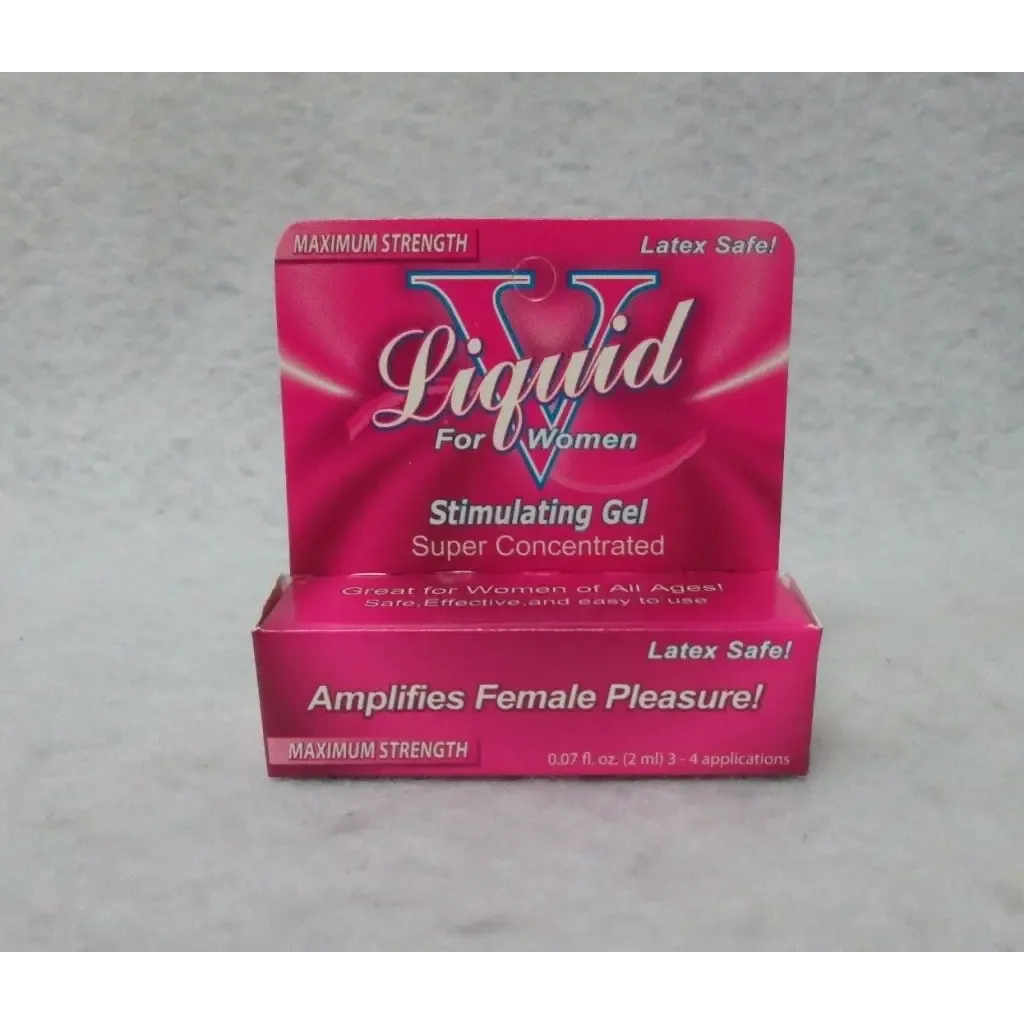 MAXIMUM STRENGTH
Latex Safe!
V
Liquid
For Women
Stimulating Gel
Super Concentrated
Great for Women of All Ages!
Safe,Effective,and easy to use
Latex Safe!
Amplifies Female Pleasure!
MAXIMUM STRENGTH
0.07 fl. oz. (2 ml) 3 - 4 applications